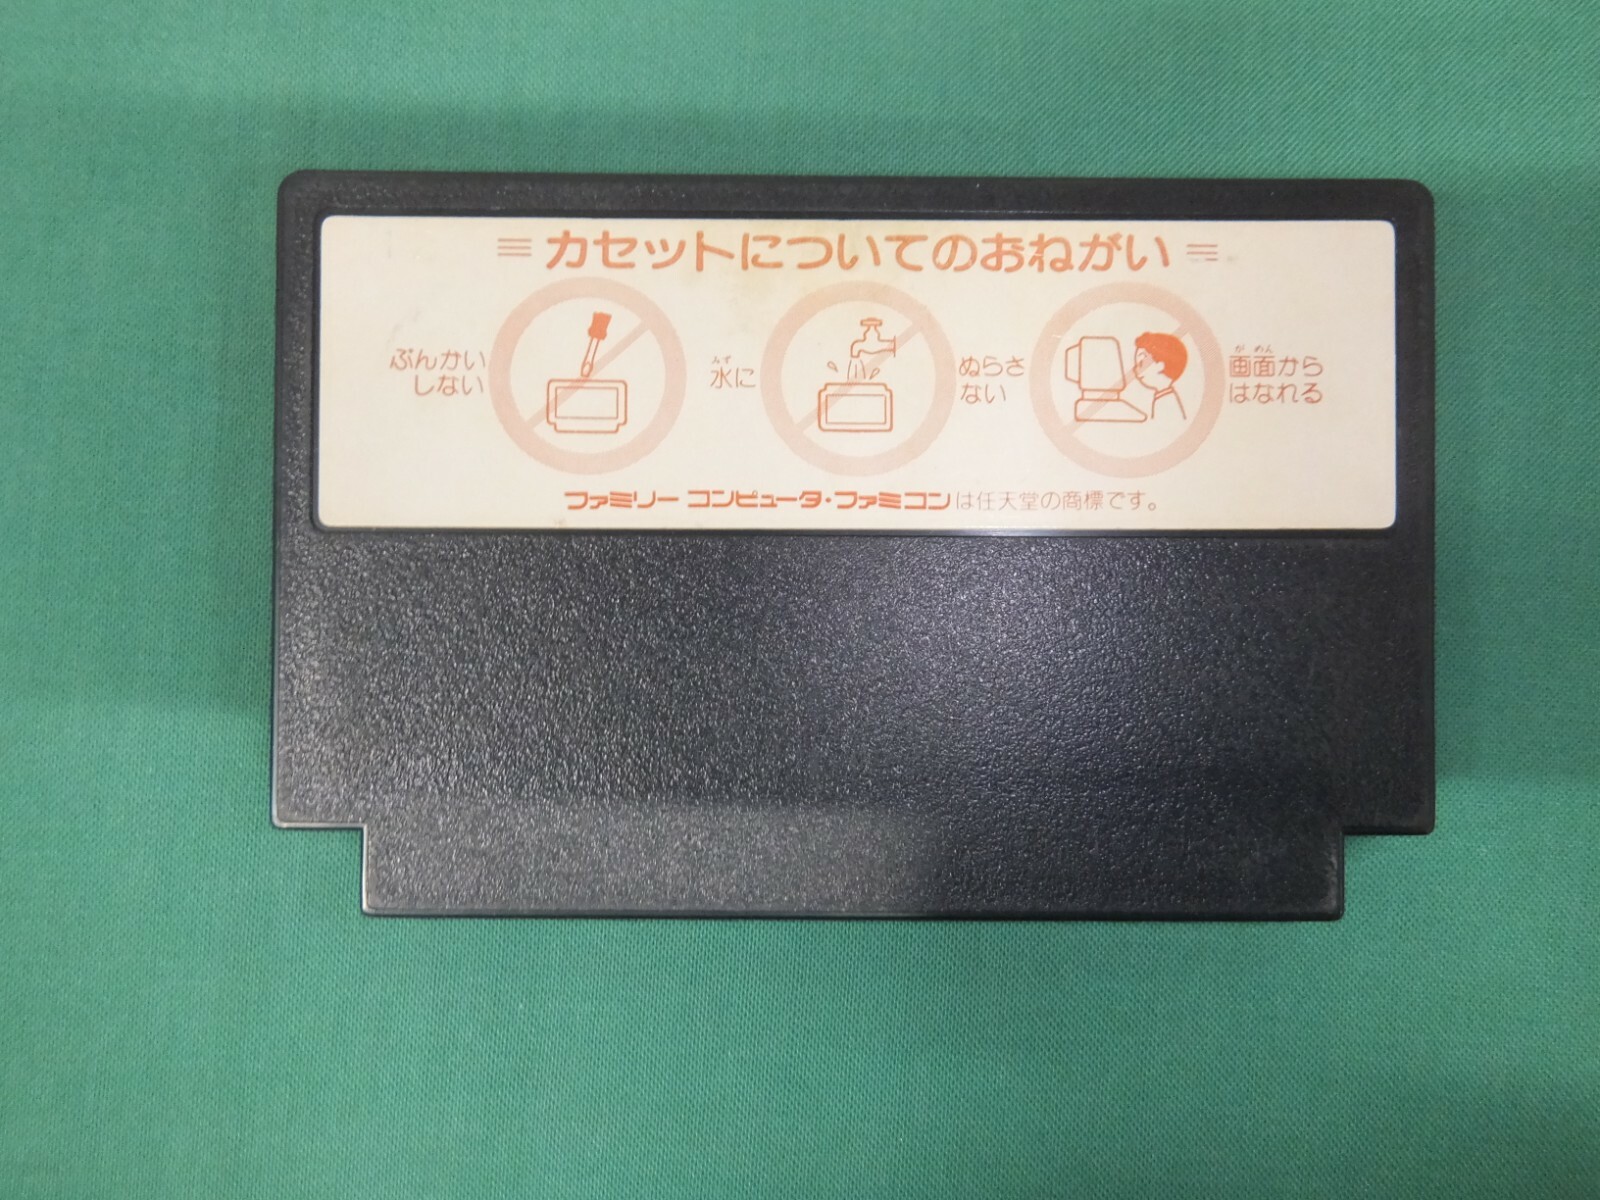 カセットについてのおねがい
ぶんかい
しない
みず
水に
ぬらさ
ない
がめん
画面から
はなれる
ファミリー コンピュータ・ファミコンは任天堂の商標です。